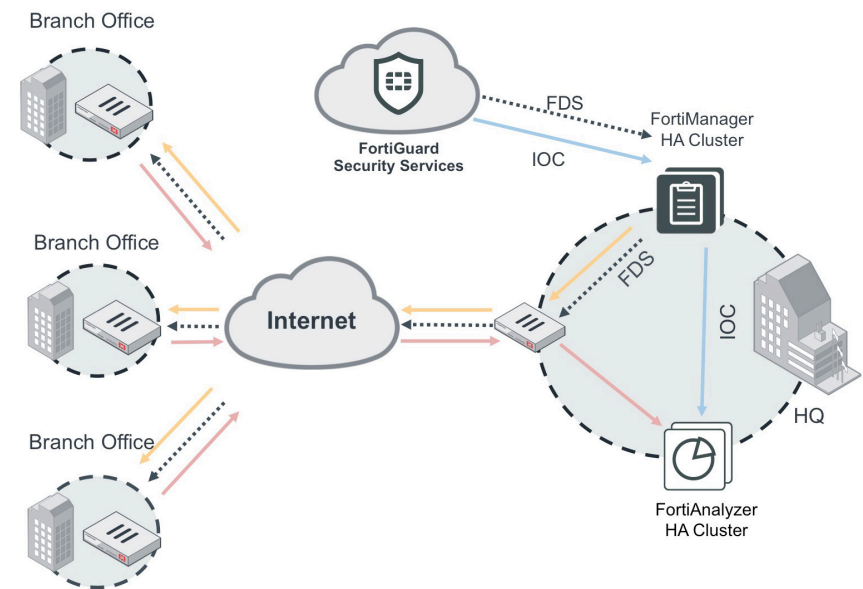 Branch Office
FortiGuard
Security Services
FDS
IOC
FortiManager
HA Cluster
Branch Office
Internet
FDS
IOC
HQ
Branch Office
FortiAnalyzer
HA Cluster